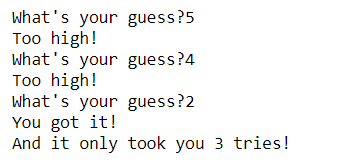 What's your guess?5
Too high!
What's your guess?4
Too high!
What's your guess?2
You got it!
And it only took you 3 tries!